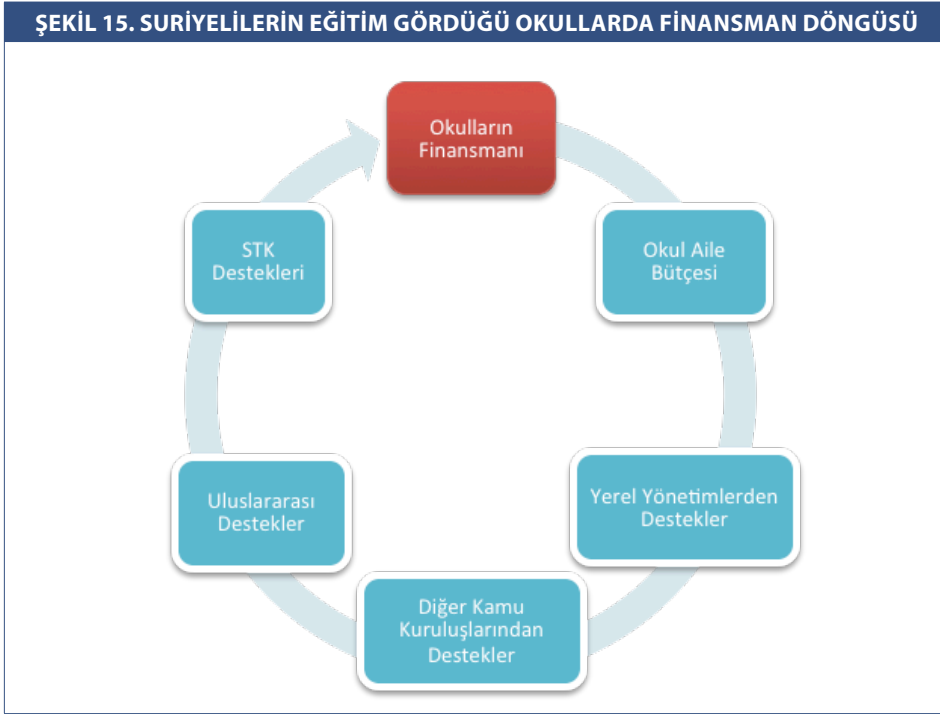 ŞEKİL 15. SURİYELİLERİN EĞİTİM GÖRDÜĞÜ OKULLARDA FİNANSMAN DÖNGÜSÜ
Okulların
Finansmanı
Okul Aile
Bütçesi
Yerel Yönetimlerden
Destekler
Diğer Kamu
Kuruluşlarından
Destekler
Uluslararası
Destekler
STK
Destekleri